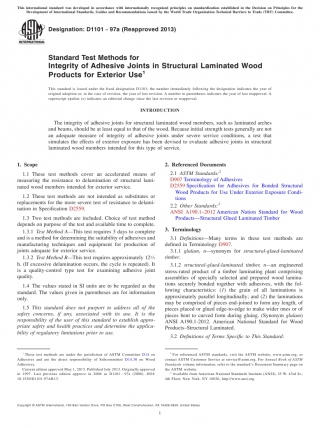 This international standard was developed in accordance with internationally recognized principles on standardization established in the Decision on Principles for the
Development of International Standards, Guides and Recommendations issued by the World Trade Organization Technical Barriers to Trade (TBT) Committee.
Designation: D1101 − 97a (Reapproved 2013)
Standard Test Methods for
Integrity of Adhesive Joints in Structural Laminated Wood
Products for Exterior Use1
This standard is issued under the fixed designation D1101; the number immediately following the designation indicates the year of
original adoption or, in the case of revision, the year of last revision. A number in parentheses indicates the year of last reapproval. A
superscript epsilon (ε) indicates an editorial change since the last revision or reapproval.
INTRODUCTION
The integrity of adhesive joints for structural laminated wood members, such as laminated arches
and beams, should be at least equal to that of the wood. Because initial strength tests generally are not
an adequate measure of integrity of adhesive joints under severe service conditions, a test that
simulates the effects of exterior exposure has been devised to evaluate adhesive joints in structural
laminated wood members intended for this type of service.
1. Scope
1.1 These test methods cover an accelerated means of
measuring the resistance to delamination of structural lami-
nated wood members intended for exterior service.
1.2 These test methods are not intended as substitutes or
replacements for the more severe test of resistance to delami-
nation in Specification D2559.
1.3 Two test methods are included. Choice of test method
depends on purpose of the test and available time to complete.
1.3.1 Test Method A—This test requires 3 days to complete
and is a method for determining the suitability of adhesives and
manufacturing techniques and equipment for production of
joints adequate for exterior service.
1.3.2 Test Method B—This test requires approximately 12½
h. (If excessive delamination occurs, the cycle is repeated). It
is a quality-control type test for examining adhesive joint
quality.
1.4 The values stated in SI units are to be regarded as the
standard. The values given in parentheses are for information
only.
1.5 This standard does not purport to address all of the
safety concerns, if any, associated with its use. It is the
responsibility of the user of this standard to establish appro-
priate safety and health practices and determine the applica-
bility of regulatory limitations prior to use.
2. Referenced Documents
2.1 ASTM Standards:2
D907 Terminology of Adhesives
D2559 Specification for Adhesives for Bonded Structural
Wood Products for Use Under Exterior Exposure Condi-
tions
2.2 Other Standards:3
ANSI A190.1–2012 American Nation Standard for Wood
Products—Structural Glued Laminated Timber
3. Terminology
3.1 Definitions—Many terms in these test methods are
defined in Terminology D907.
3.1.1 glulam, n—synonym for structural-glued-laminated
timber.
3.1.2 structural-glued-laminated timber, n—an engineered
stress-rated product of a timber laminating plant comprising
assemblies of specially selected and prepared wood lamina-
tions securely bonded together with adhesives, with the fol-
lowing characteristics: (1) the grain of all laminations is
approximately parallel longitudinally; and (2) the laminations
may be comprised of pieces end-joined to form any length, of
pieces placed or glued edge-to-edge to make wider ones or of
pieces bent to curved form during gluing. (Synonym glulam)
ANSI A190.1-2012. American National Standard for Wood
Products–Structural Glued.
3.2 Definitions of Terms Specific to This Standard:
1 These test methods are under the jurisdiction of ASTM Committee D14 on
Adhesives and are the direct responsibility of Subcommittee D14.30 on Wood
Adhesives.
Current edition approved May 1, 2013. Published July 2013. Originally approved
in 1997. Last previous edition approved in 2006 as D1101 – 97a (2006). DOI:
10.1520/D1101-97AR13.
2 For referenced ASTM standards, visit the ASTM website, www.astm.org, or
contact ASTM Customer Service at service@astm.org. For Annual Book of ASTM
Standards volume information, refer to the standard's Document Summary page on
the ASTM website.
3 Available from American National Standards Institute (ANSI), 25 W. 43rd St.,
4th Floor, New York, NY 10036, http://www.ansi.org.
Copyright © ASTM International, 100 Barr Harbor Drive, PO Box C700, West Conshohocken, PA 19428-2959. United States
1